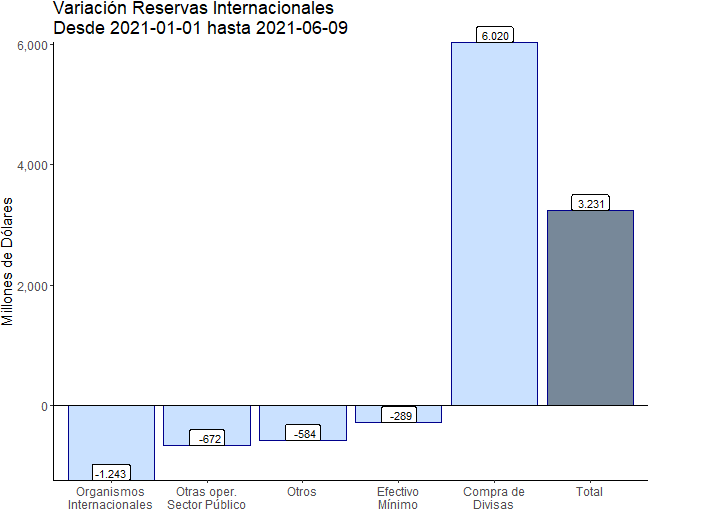 Variación Reservas Internacionales
Desde 2021-01-01 hasta 2021-06-09
Millones de Dólares
6,000
4,000
2,000
0
-1.243
-672
-584
-289
6.020
3.231
Organismos
Internacionales
Otras oper.
Sector Público
Otros
Efectivo
Mínimo
Compra de
Divisas
Total